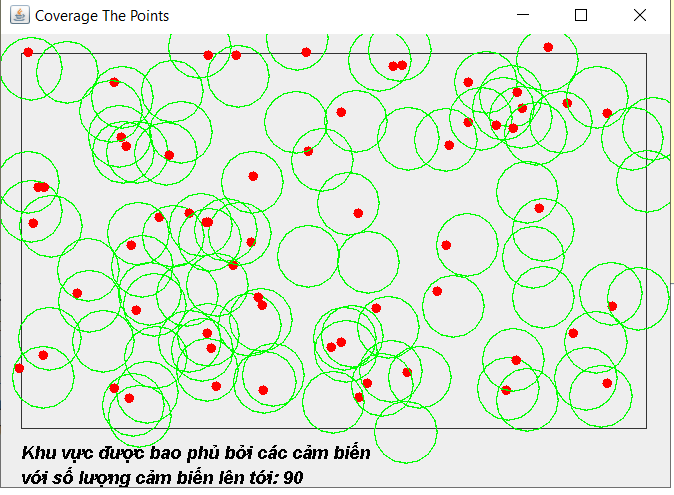 Coverage The Points
Khu vực được bao phủ bởi các cảm biến
với số lượng cảm biến lên tới: 90